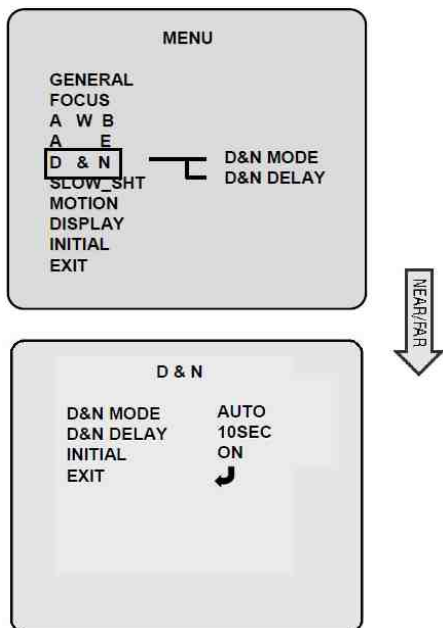 MENU
GENERAL
FOCUS
A W B
A E
D & N
D&N MODE
D&N DELAY
SLOW_SHT
MOTION
DISPLAY
INITIAL
EXIT
NEAR/FAR
D & N
D&N MODE AUTO
D&N DELAY 10SEC
INITIAL ON
EXIT